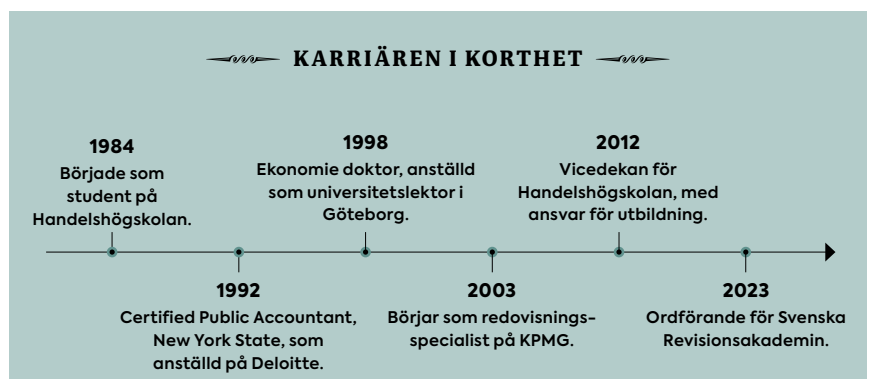 KARRIÄREN I KORTHET
1984
Började som
student på
Handelshögskolan.
1992
Certified Public Accountant,
New York State, som
anställd på Deloitte.
1998
Ekonomie doktor, anställd
som universitetslektor i
Göteborg.
2003
Börjar som redovisnings-
specialist på KPMG.
2012
Vicedekan för
Handelshögskolan, med
ansvar för utbildning.
2023
Ordförande för Svenska
Revisionsakademin.